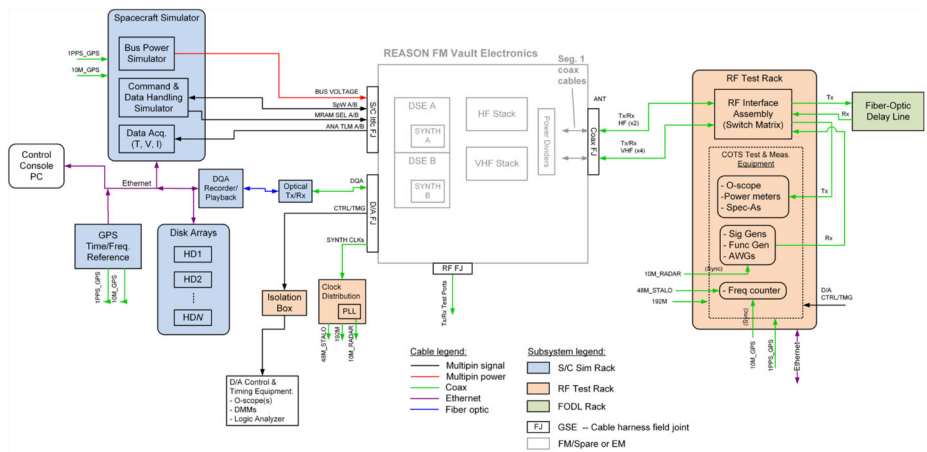 Spacecraft Simulator
1PPS_GPS
10M_GPS
Bus Power
Simulator
Command &
Data Handling
Simulator
Data Acq.
(T, V, I)
BUS VOLTAGE
SpW A/B
MRAM SEL A/B
ANA TLM A/B
S/C I&fc FJ
REASON FM Vault Electronics
DSE A
SYNTH
A
DSE B
SYNTH
B
HF Stack
VHF Stack
Power Dividers
Seg. 1
coax
cables
ANT
Coax FJ
Tx/Rx
HF (x2)
Tx/Rx
VHF (x4)
RF Test Rack
RF Interface
Assembly
(Switch Matrix)
Tx
Rx
Fiber-Optic
Delay Line
COTS Test & Meas.
Equipment
- O-scope
-Power meters
- Spec-As
Tx
- Sig Gens
- Func Gen
- AWGs
Rx
(Sync)
10M_RADAR
48M_STALO
192M
- Freq counter
(Sync)
D/A
CTRL/TMG
10M_GPS
1PPS_GPS
Ethernet
Control
Console
PC
Ethernet
DQA
Recorder/
Playback
Optical
Tx/Rx
DQA
CTRL/TMG
D/A FJ
SYNTH CLKs
GPS
Time/Freq.
Reference
1PPS_GPS
10M_GPS
Disk Arrays
HD1
HD2
HDN
Isolation
Box
Clock
Distribution
PLL
48M_STALO
192M
10M_RADAR
RF FJ
Tx/Rx Test Ports
D/A Control &
Timing Equipment:
- O-scope(s)
- DMMs
- Logic Analyzer
Cable legend:
Multipin signal
Multipin power
Coax
Ethernet
Fiber optic
Subsystem legend:
S/C Sim Rack
RF Test Rack
FODL Rack
FJ
GSE -- Cable harness field joint
FM/Spare or EM